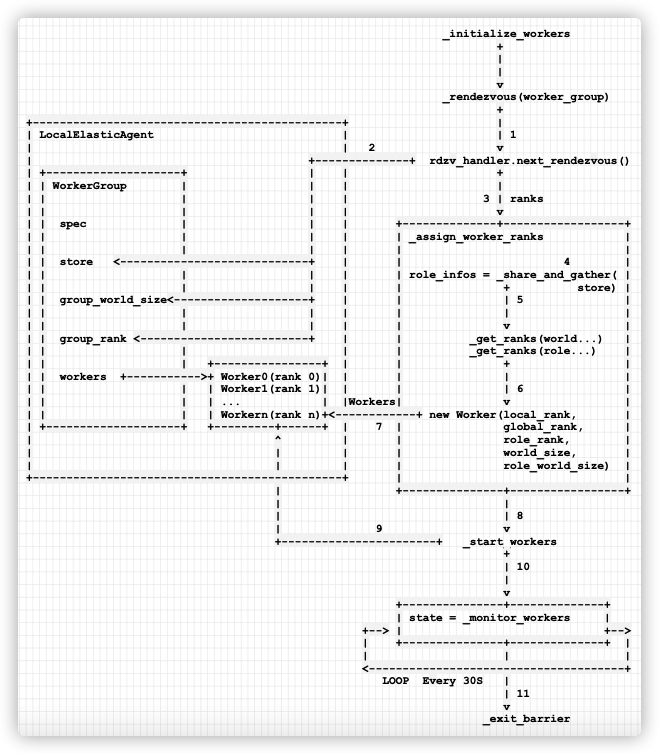 _initialize_workers
_rendezvous(worker_group)
LocalElasticAgent
1
2
rdzv_handler.next_rendezvous()
WorkerGroup
3
ranks
spec
_assign_worker_ranks
store
4
role_infos = _share_and_gather(
store)
5
group_world_size
group_rank
_get_ranks(world...)
_get_ranks(role...)
workers
Worker0(rank 0)
Worker1(rank 1)
...
Workern(rank n)
6
Workers
7
new Worker(local_rank,
global_rank,
role_rank,
world_size,
role_world_size)
8
9
_start_workers
10
state = _monitor_workers
LOOP Every 30S
11
_exit_barrier